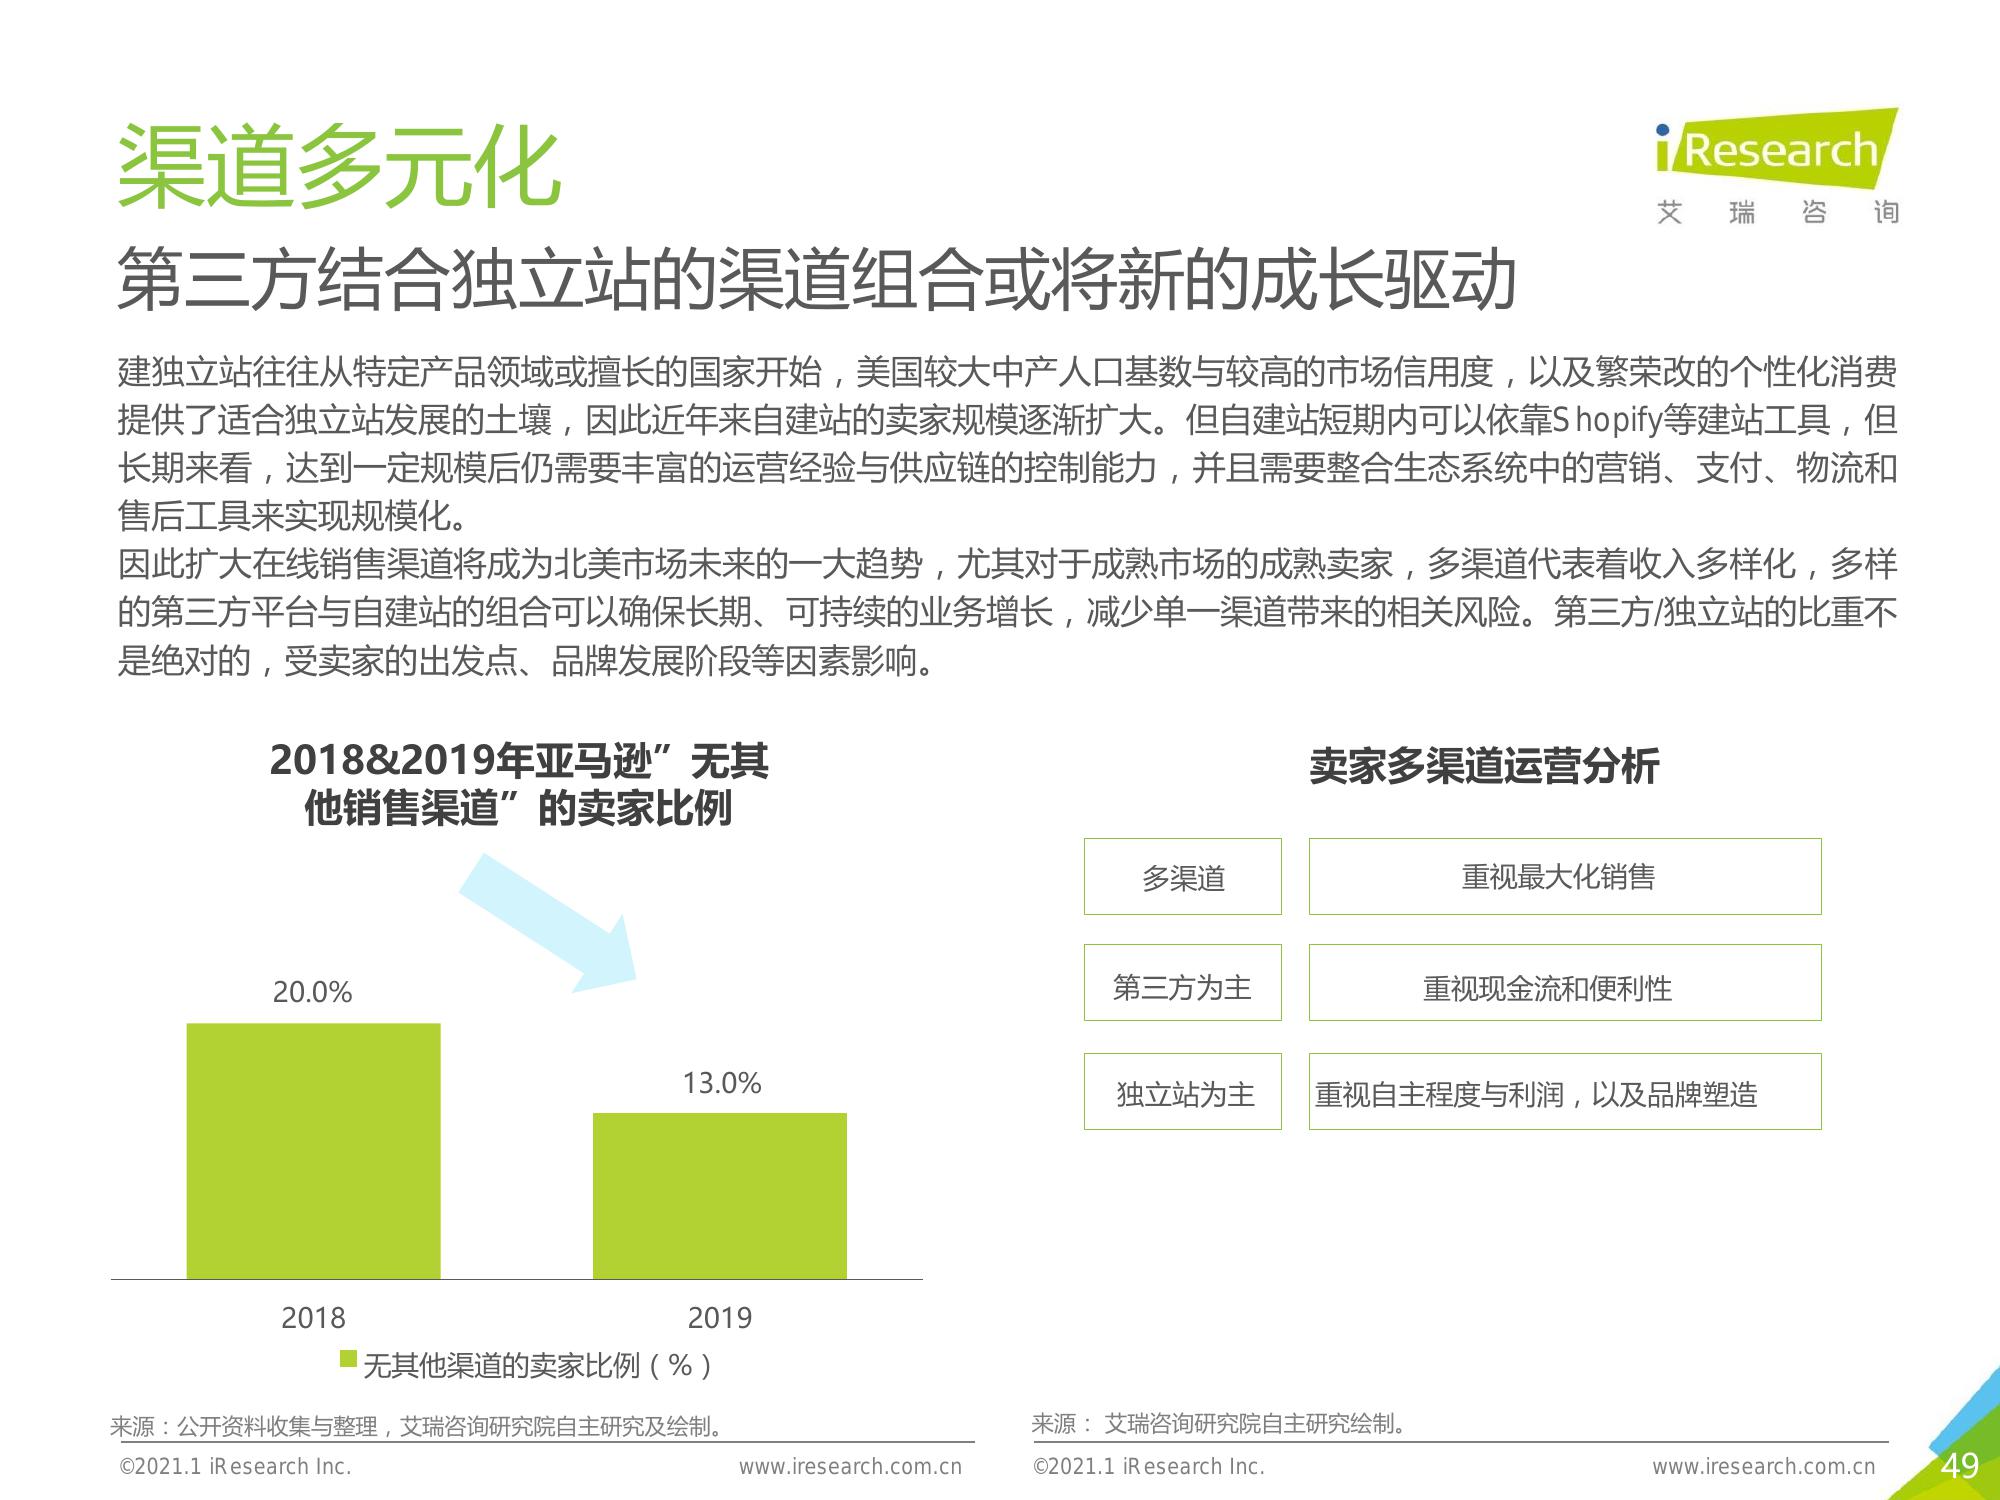 渠道多元化
iResearch
艾瑞咨询
第三方结合独立站的渠道组合或将新的成长驱动
建独立站往往从特定产品领域或擅长的国家开始，美国较大中产人口基数与较高的市场信用度，以及繁荣改的个性化消费
提供了适合独立站发展的土壤，因此近年来自建站的卖家规模逐渐扩大。但自建站短期内可以依靠Shopify等建站工具，但
长期来看，达到一定规模后仍需要丰富的运营经验与供应链的控制能力，并且需要整合生态系统中的营销、支付、物流和
售后工具来实现规模化。
因此扩大在线销售渠道将成为北美市场未来的一大趋势，尤其对于成熟市场的成熟卖家，多渠道代表着收入多样化，多样
的第三方平台与自建站的组合可以确保长期、可持续的业务增长，减少单一渠道带来的相关风险。第三方/独立站的比重不
是绝对的，受卖家的出发点、品牌发展阶段等因素影响。
2018&2019年亚马逊”无其
他销售渠道”的卖家比例
20.0%
13.0%
2018
2019
无其他渠道的卖家比例（%）
来源：公开资料收集与整理，艾瑞咨询研究院自主研究及绘制。
©2021.1 iResearch Inc.
www.iresearch.com.cn
卖家多渠道运营分析
多渠道
重视最大化销售
第三方为主
重视现金流和便利性
独立站为主
重视自主程度与利润，以及品牌塑造
来源： 艾瑞咨询研究院自主研究绘制。
©2021.1 iResearch Inc.
www.iresearch.com.cn
49